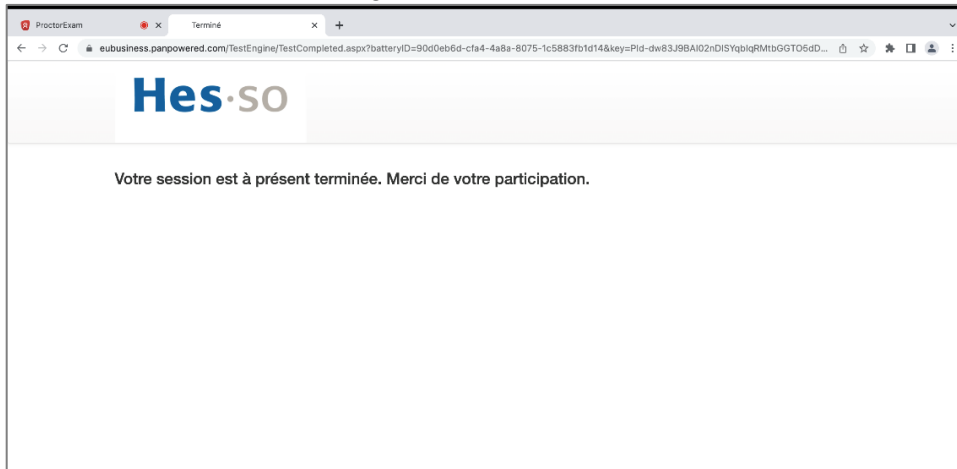 ProctorExam
Terminé
eubusiness.panpowered.com/TestEngine/TestCompleted.aspx?batteryID=90d0eb6d-cfa4-4a8a-8075-1c5883fb1d14&key=PId-dw83J9BAI02nDISYqblqRMtbGGTO5dD...
Hes·so
Votre session est à présent terminée. Merci de votre participation.